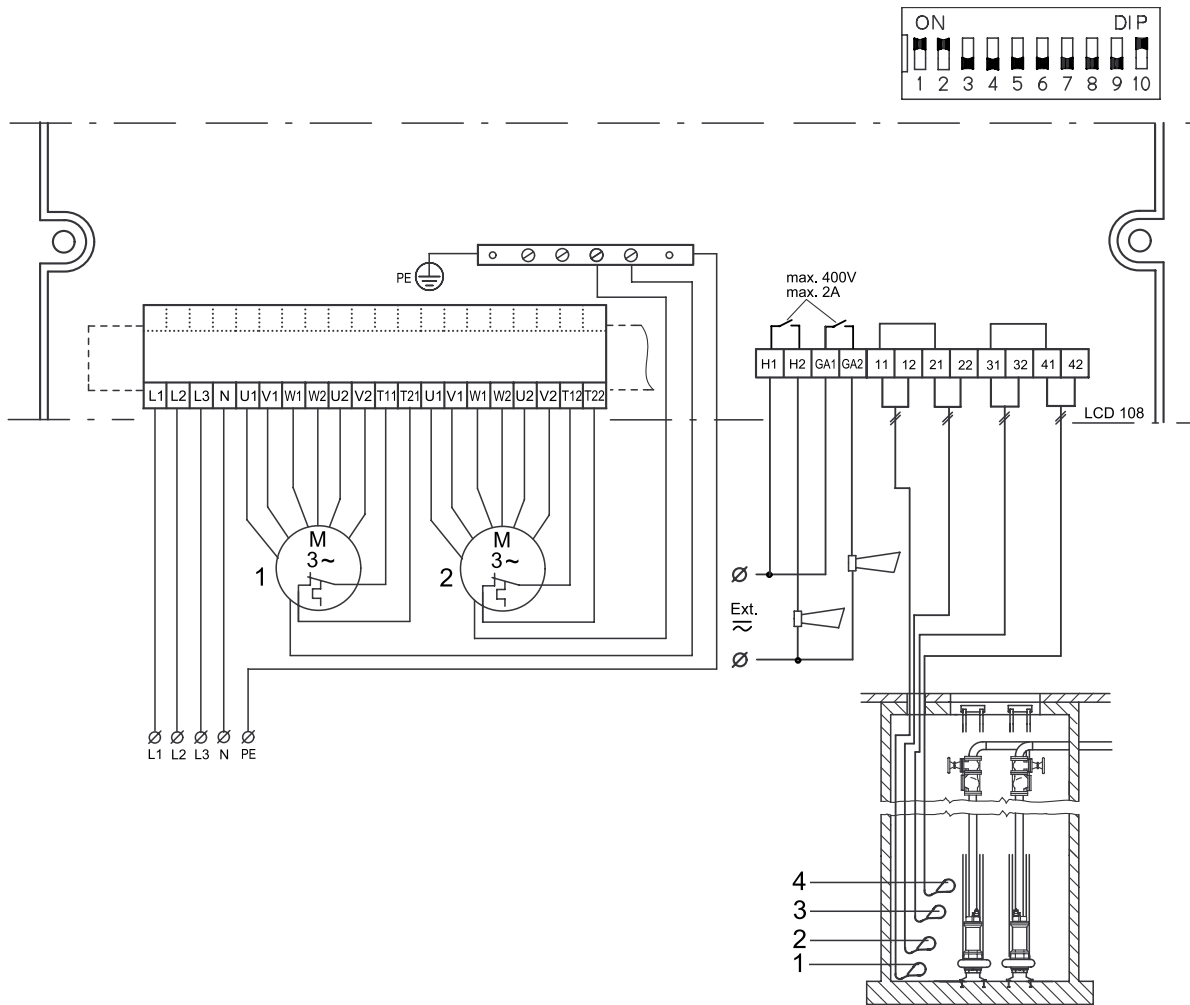 ON DIP
1 2 3 4 5 6 7 8 9 10
max. 400V
max. 2A
PE
H1 H2 GA1 GA2 11 12 21 22 31 32 41 42
L1 L2 L3 N U1 V1 W1 W2 U2 V2 T11 T21 U1 V1 W1 W2 U2 V2 T12 T22
LCD 108
M
3~
1
M
3~
2
Ext.
L1 L2 L3 N PE
4
3
2
1